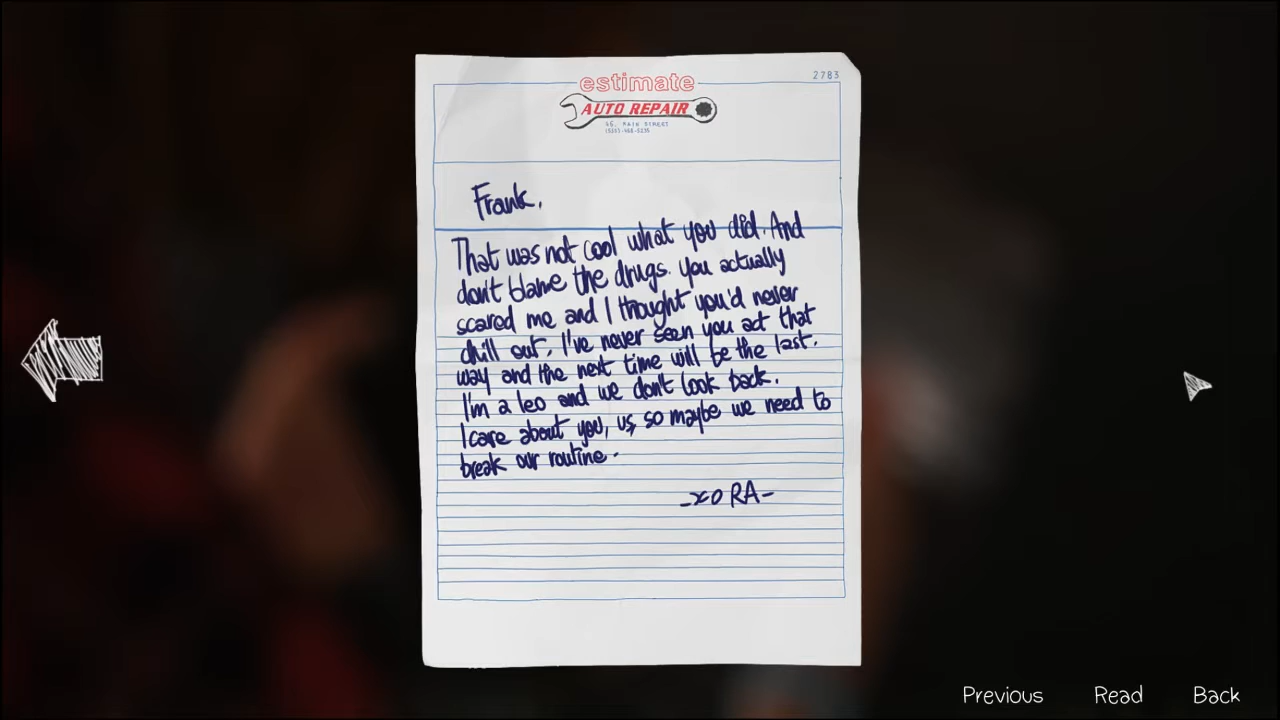 2783
estimate
AUTO REPAIR
Frank,
That was not cool what you did. And
don't blame the drugs. You actually
scared me and I thought you'd never
chill out. I've never seen you act that
way and the next time will be the last.
I'm a leo and we don't look back.
I care about you, us, so maybe we need to
break our routine.
-xo RA-
Previous Read Back